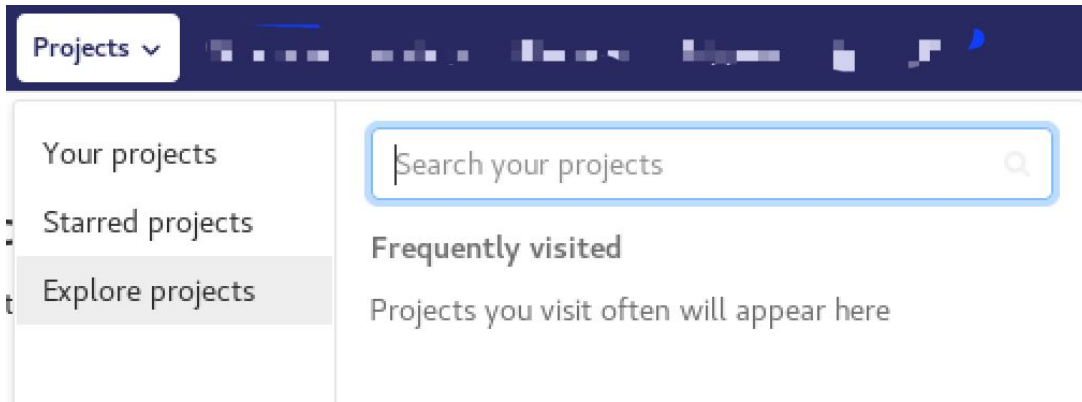 Projects
Your projects
Starred projects
Explore projects
Search your projects
Frequently visited
Projects you visit often will appear here